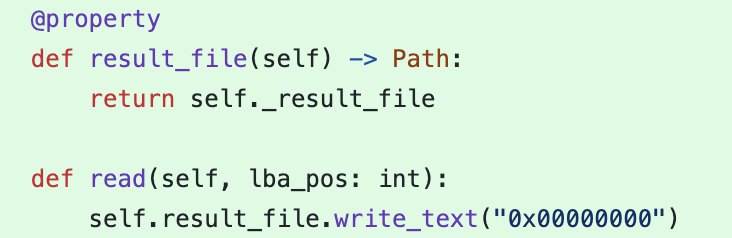 @property
def result_file(self) -> Path:
    return self._result_file

def read(self, lba_pos: int):
    self.result_file.write_text("0x00000000")